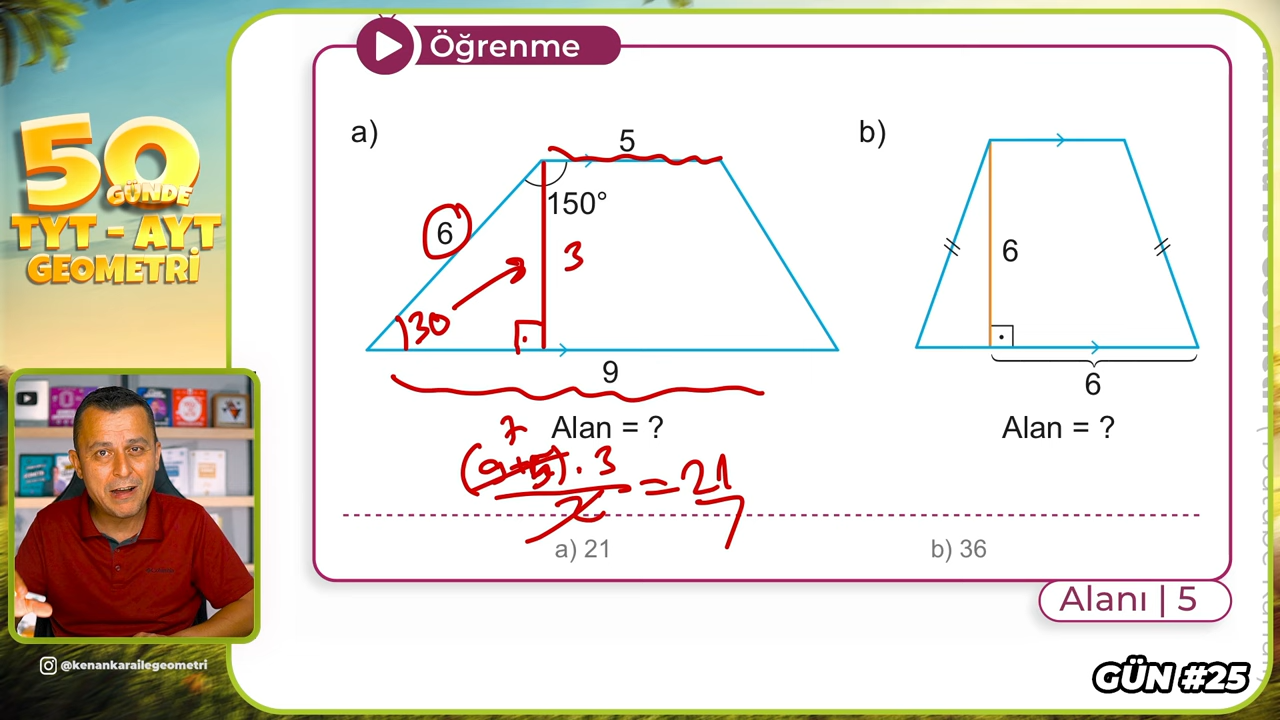 Öğrenme
a)
5
150°
6
3
30
9
Alan = ?
7
(9+5) . 3
2
= 21
a) 21
b)
6
6
Alan = ?
b) 36
Alanı | 5
50
GÜNDE
TYT - AYT
GEOMETRİ
@kenankarailegeometri
GÜN #25